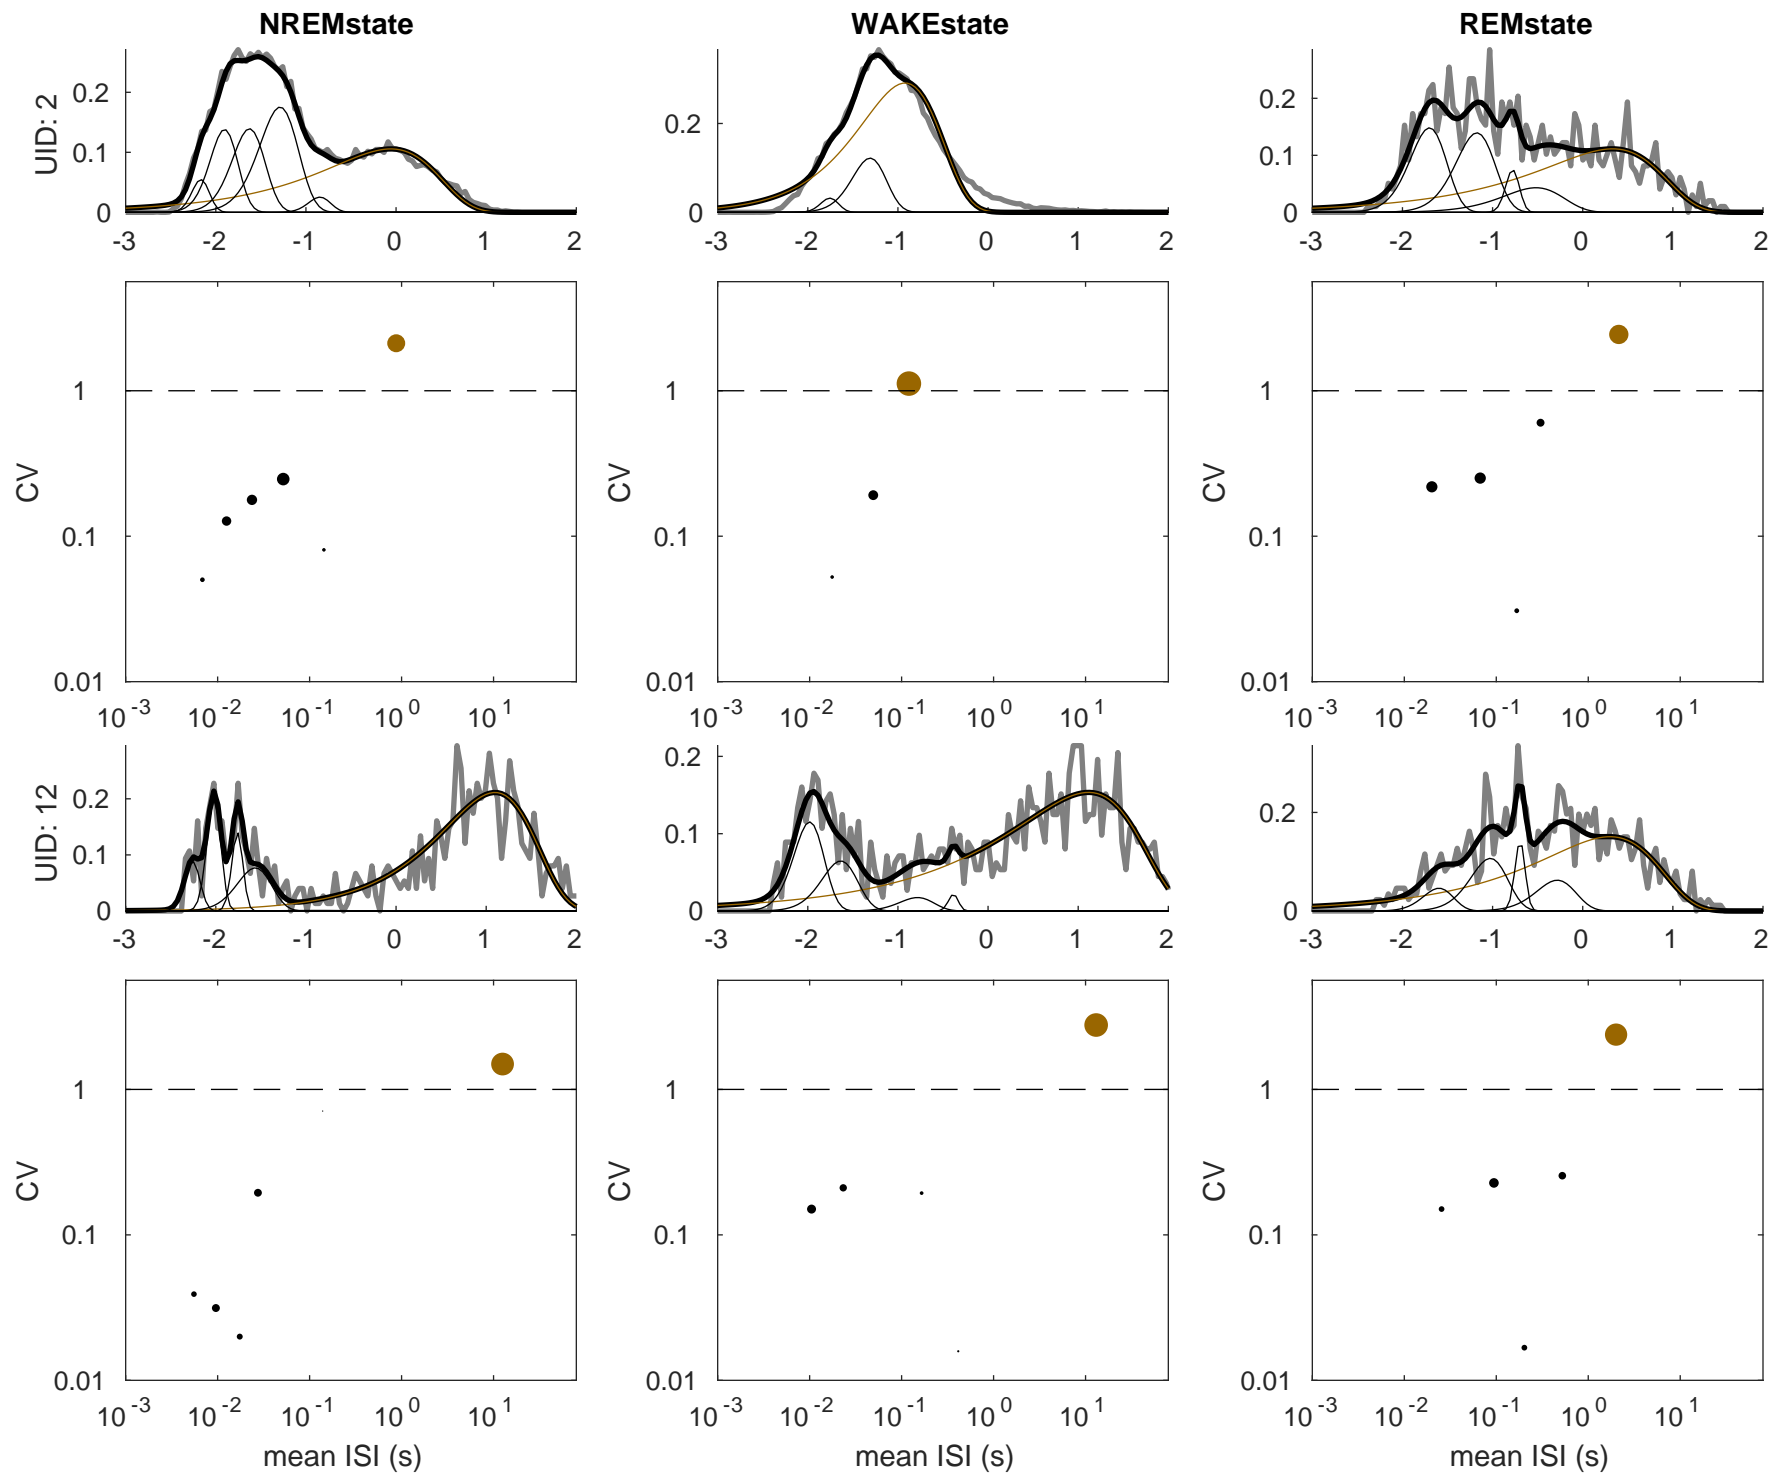 NREMstate WAKEstate REMstate
UID: 2
0.2 0.1 0
-3 -2 -1 0 1 2
0.2 0
-3 -2 -1 0 1 2
0.2 0.1 0
-3 -2 -1 0 1 2
CV
1 0.1 0.01
10^-3 10^-2 10^-1 10^0 10^1
CV
1 0.1 0.01
10^-3 10^-2 10^-1 10^0 10^1
CV
1 0.1 0.01
10^-3 10^-2 10^-1 10^0 10^1
UID: 12
0.2 0.1 0
-3 -2 -1 0 1 2
0.2 0.1 0
-3 -2 -1 0 1 2
0.2 0
-3 -2 -1 0 1 2
CV
1 0.1 0.01
10^-3 10^-2 10^-1 10^0 10^1
mean ISI (s)
CV
1 0.1 0.01
10^-3 10^-2 10^-1 10^0 10^1
mean ISI (s)
CV
1 0.1 0.01
10^-3 10^-2 10^-1 10^0 10^1
mean ISI (s)